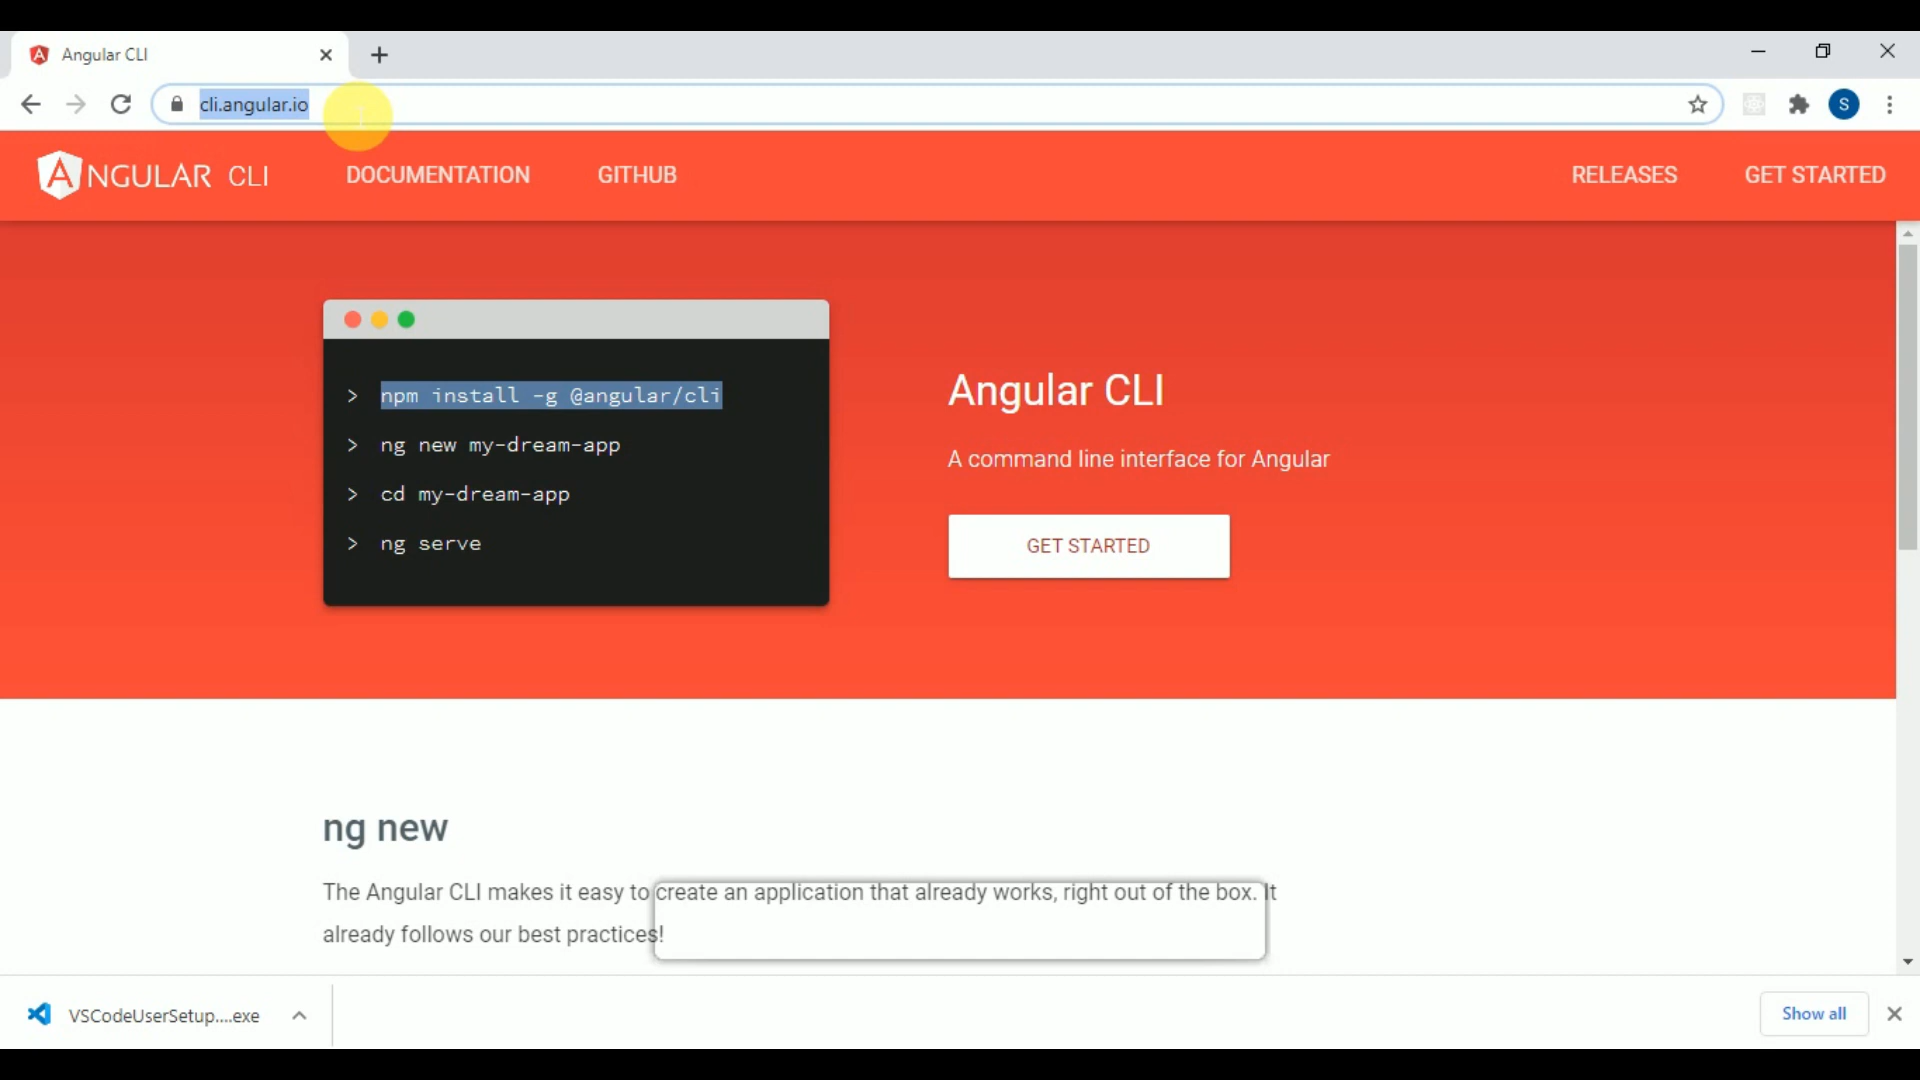 Angular CLI
cli.angular.io
S
ANGULAR CLI
DOCUMENTATION
GITHUB
RELEASES
GET STARTED
> npm install -g @angular/cli
> ng new my-dream-app
> cd my-dream-app
> ng serve
Angular CLI
A command line interface for Angular
GET STARTED
ng new
The Angular CLI makes it easy to create an application that already works, right out of the box. It
already follows our best practices!
VSCodeUserSetup....exe
Show all